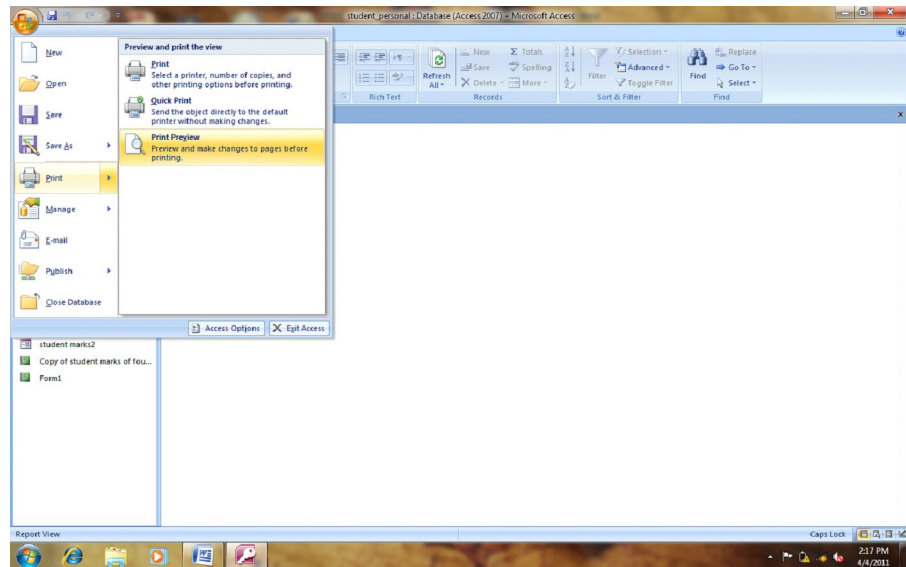 student_personal : Database (Access 2007) - Microsoft Access
New
Open
Save
Save As
Print
Manage
E-mail
Publish
Close Database
Preview and print the view
Print
Select a printer, number of copies, and
other printing options before printing.
Quick Print
Send the object directly to the default
printer without making changes.
Print Preview
Preview and make changes to pages before
printing.
Access Options
Exit Access
Rich Text
Refresh
All
New
Save
Delete
Totals
Spelling
More
Records
Filter
Selection
Advanced
Toggle Filter
Sort & Filter
Find
Replace
Go To
Select
Find
student marks2
Copy of student marks of fou...
Form1
Report View
Caps Lock
2:17 PM
4/4/2011